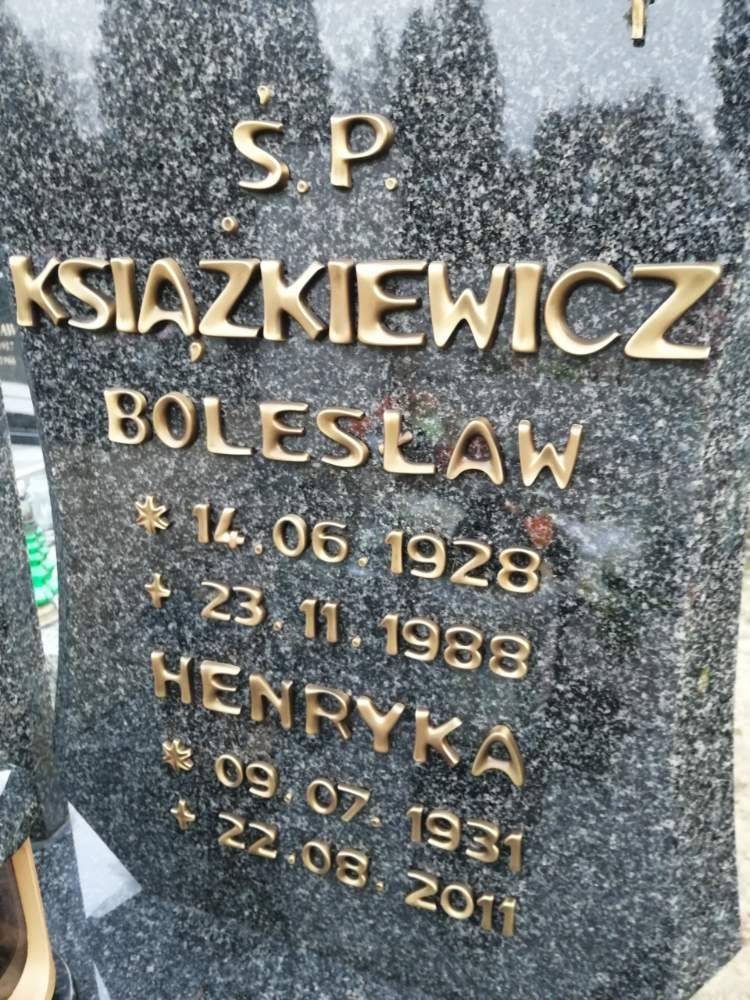 Ś.P.
KSIĄŻKIEWICZ
BOLESŁAW
* 14.06.1928
+ 23.11.1988
HENRYKA
* 09.07.1931
+ 22.08.2011